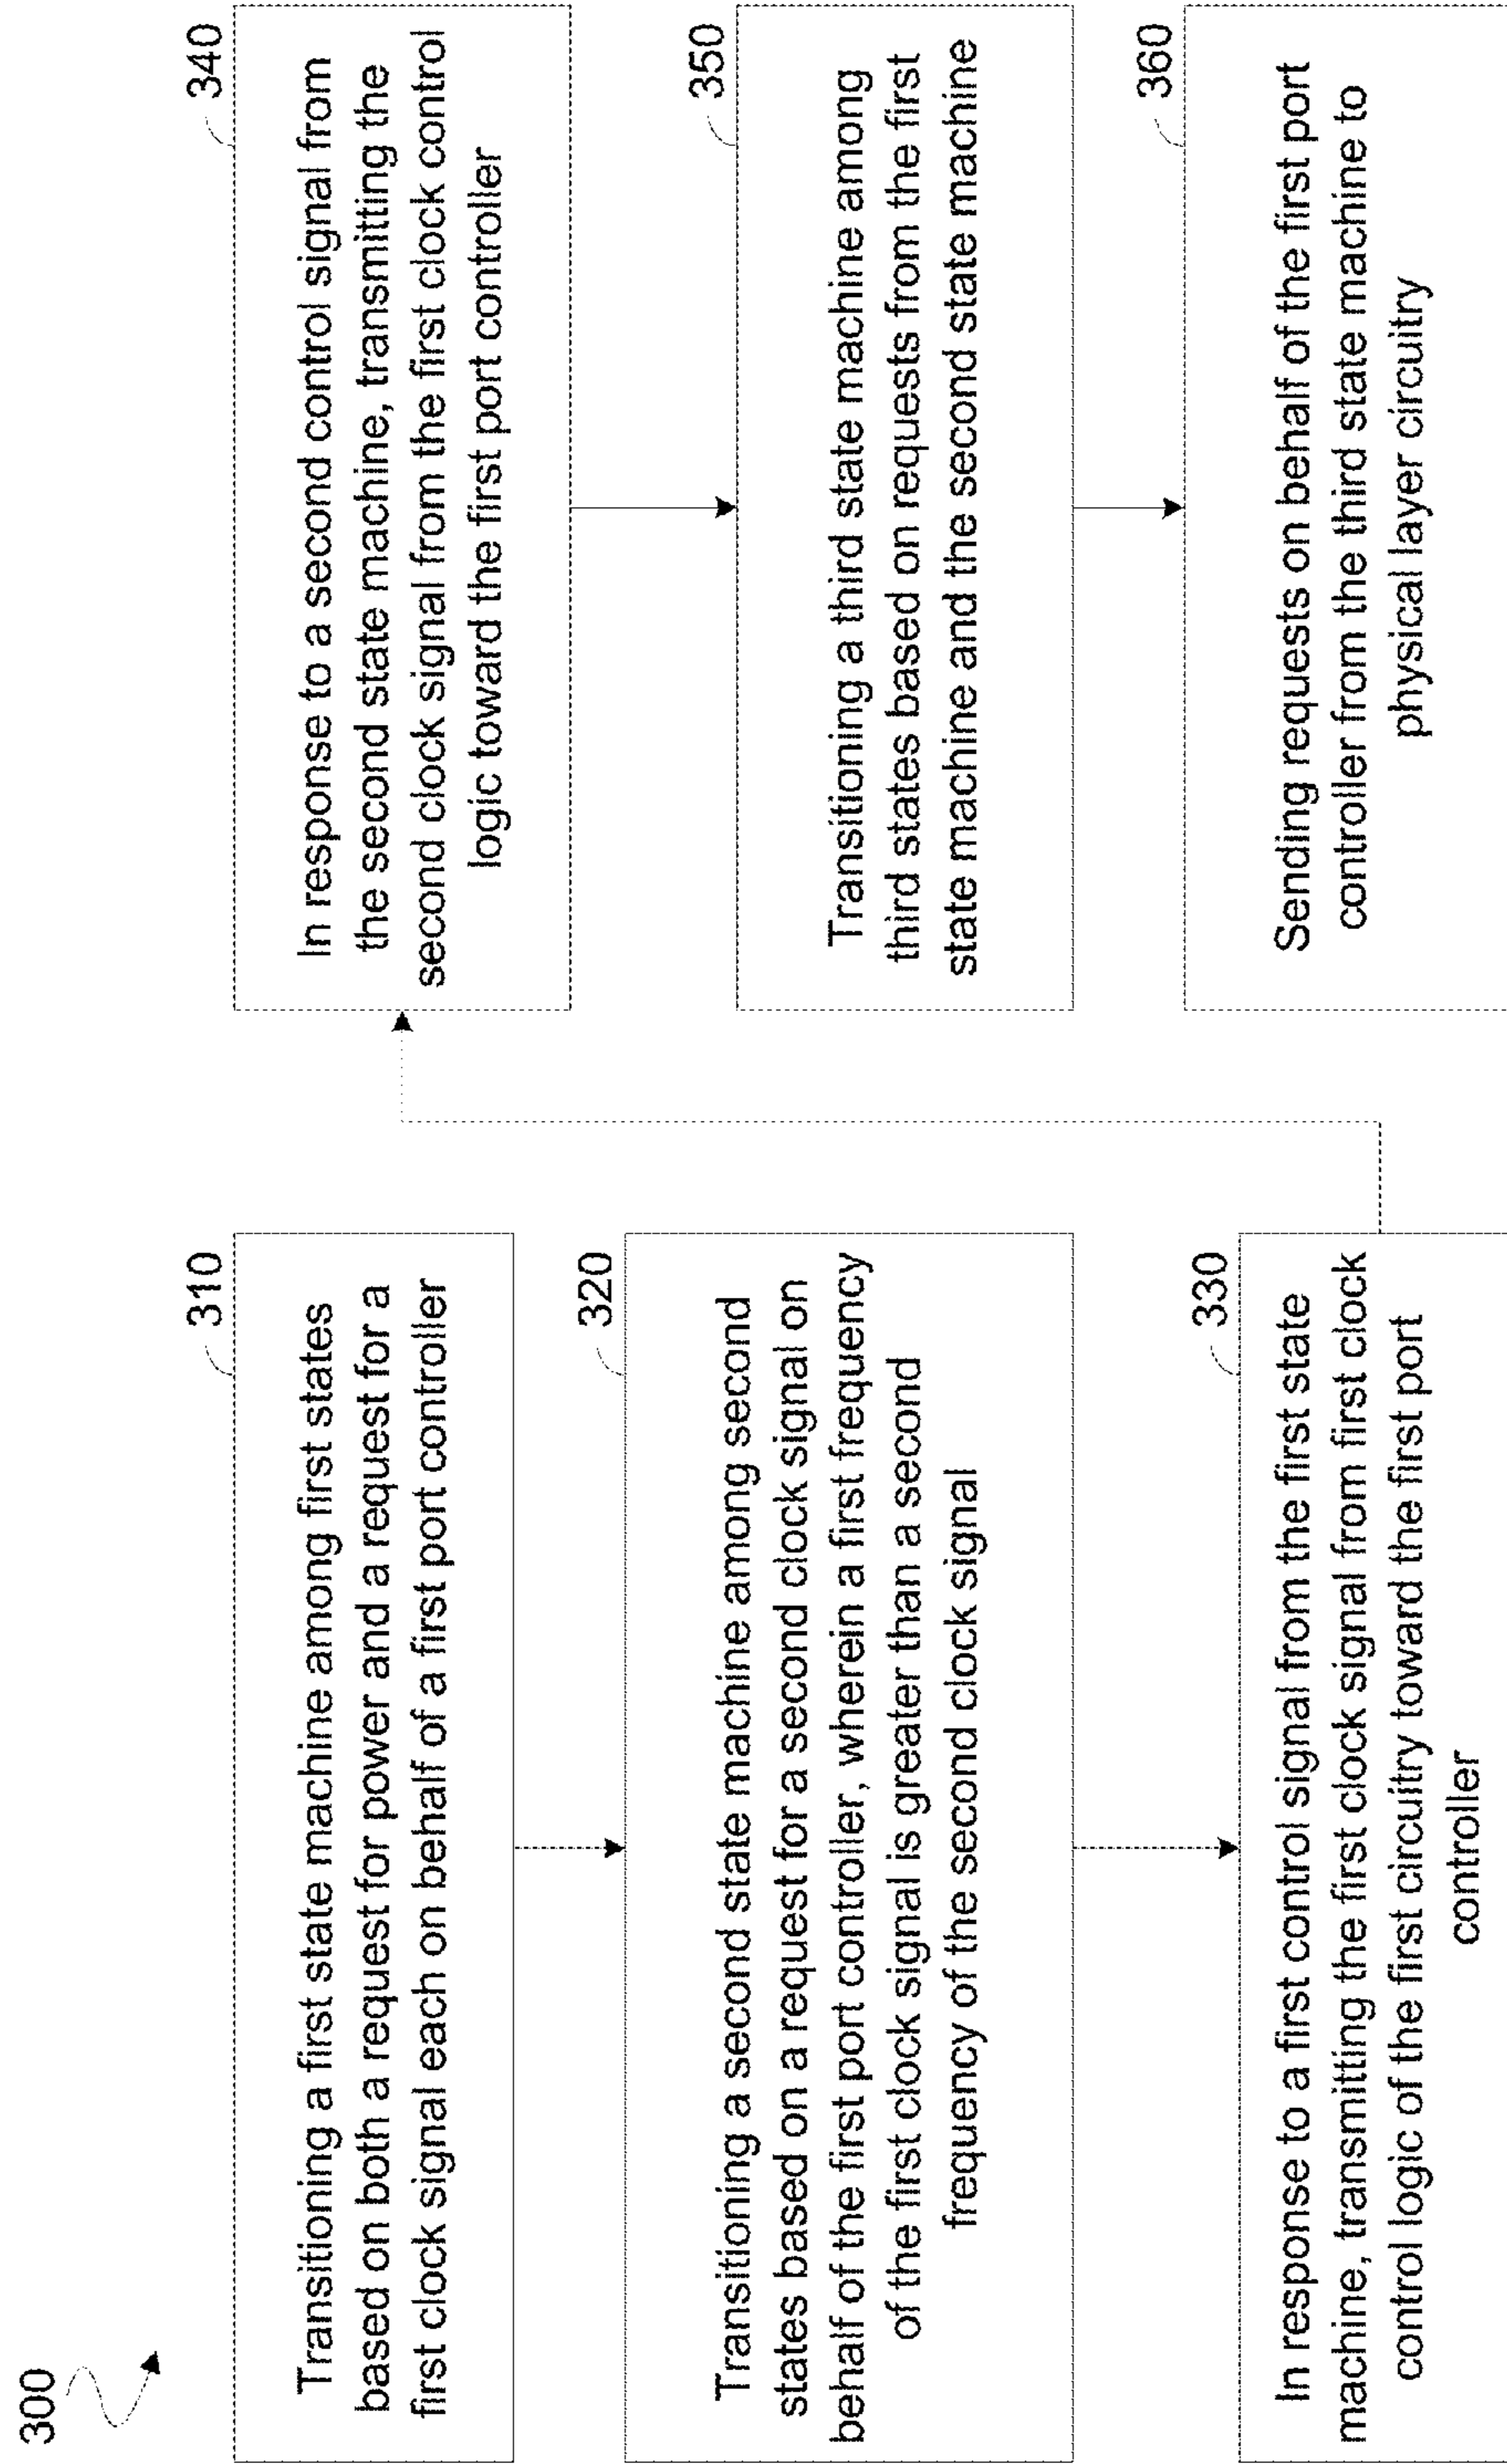 300
310
Transitioning a first state machine among first states
based on both a request for power and a request for a
first clock signal each on behalf of a first port controller
320
Transitioning a second state machine among second
states based on a request for a second clock signal on
behalf of the first port controller, wherein a first frequency
of the first clock signal is greater than a second
frequency of the second clock signal
330
In response to a first control signal from the first state
machine, transmitting the first clock signal from first clock
control logic of the first circuitry toward the first port
controller
340
In response to a second control signal from
the second state machine, transmitting the
second clock signal from the first clock control
logic toward the first port controller
350
Transitioning a third state machine among
third states based on requests from the first
state machine and the second state machine
360
Sending requests on behalf of the first port
controller from the third state machine to
physical layer circuitry